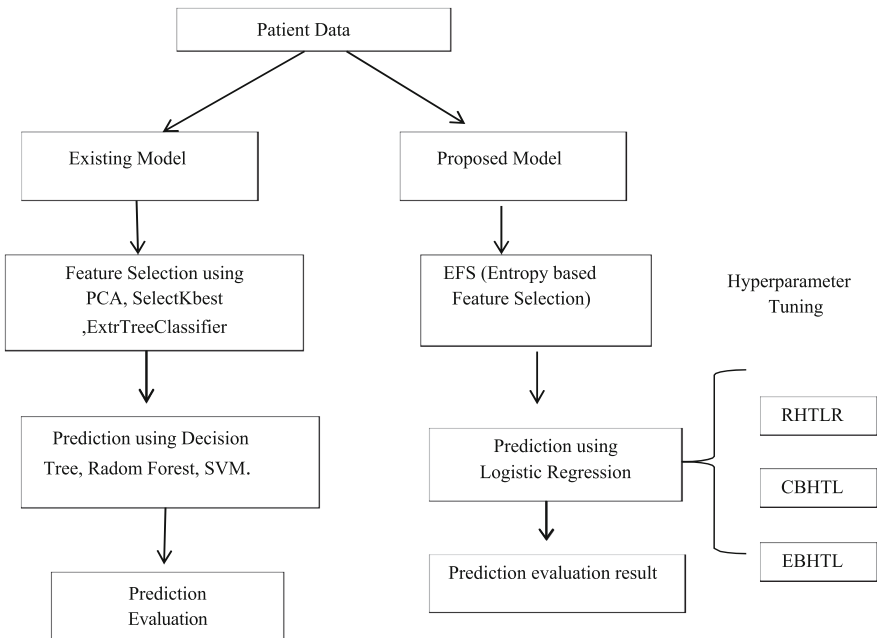 Patient Data
Existing Model
Proposed Model
Feature Selection using
PCA, SelectKbest
,ExtrTreeClassifier
EFS (Entropy based
Feature Selection)
Hyperparameter
Tuning
Prediction using Decision
Tree, Radom Forest, SVM.
Prediction using
Logistic Regression
RHTLR
CBHTL
EBHTL
Prediction evaluation result
Prediction
Evaluation